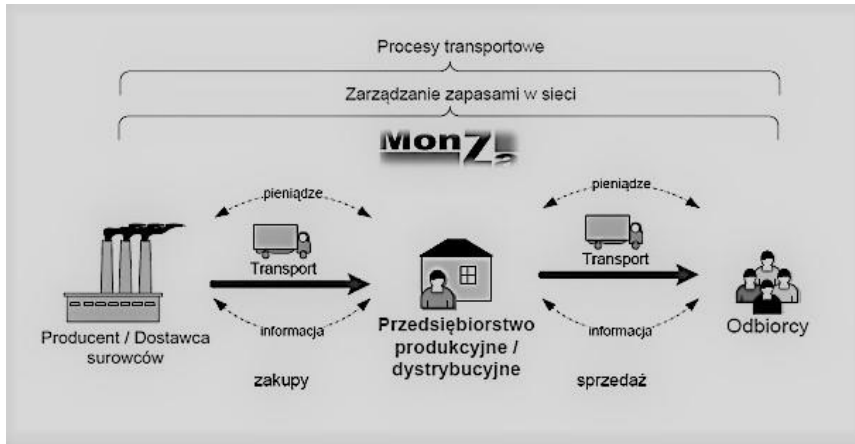 Procesy transportowe
Zarządzanie zapasami w sieci
MonZa
pieniądze
pieniądze
Transport
Transport
informacja
informacja
Producent / Dostawca
surowców
Przedsiębiorstwo
produkcyjne /
dystrybucyjne
Odbiorcy
zakupy
sprzedaż